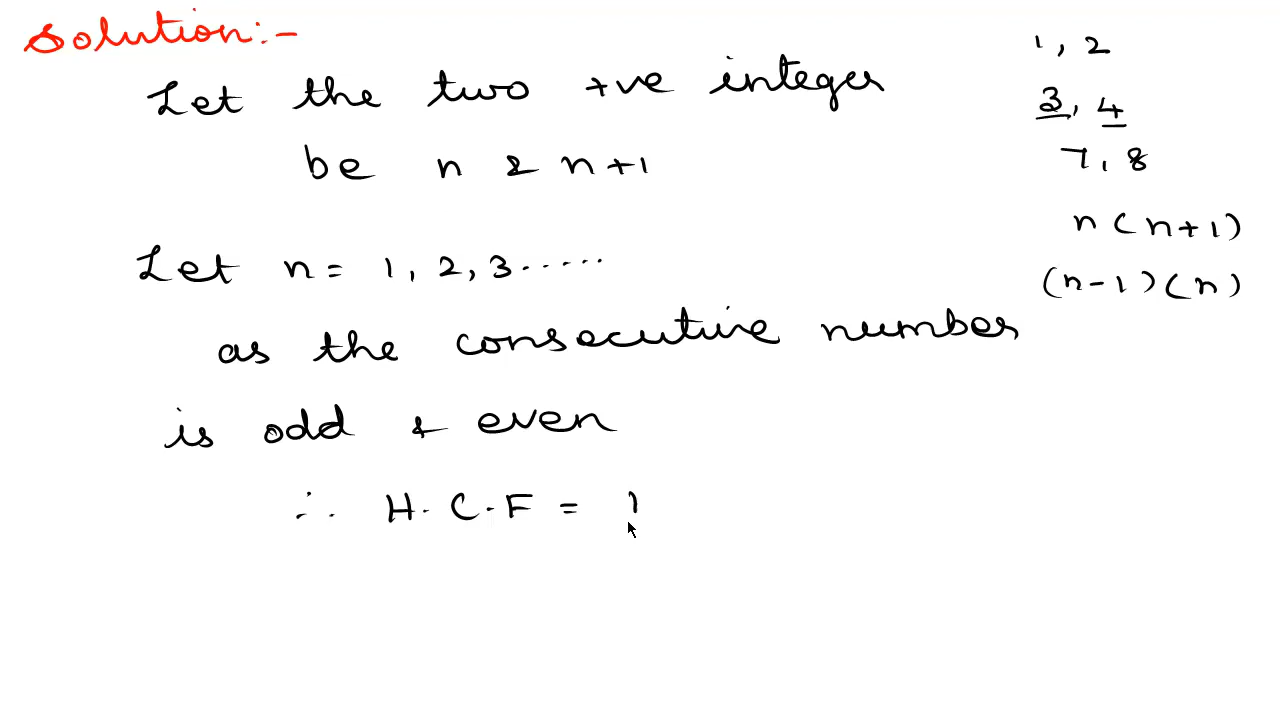 Solution:-
Let the two +ve integer
be n & n+1
Let n = 1, 2, 3.....
as the consecutive number
is odd & even
∴ H.C.F = 1
1, 2
3, 4
7, 8
n(n+1)
(n-1)(n)